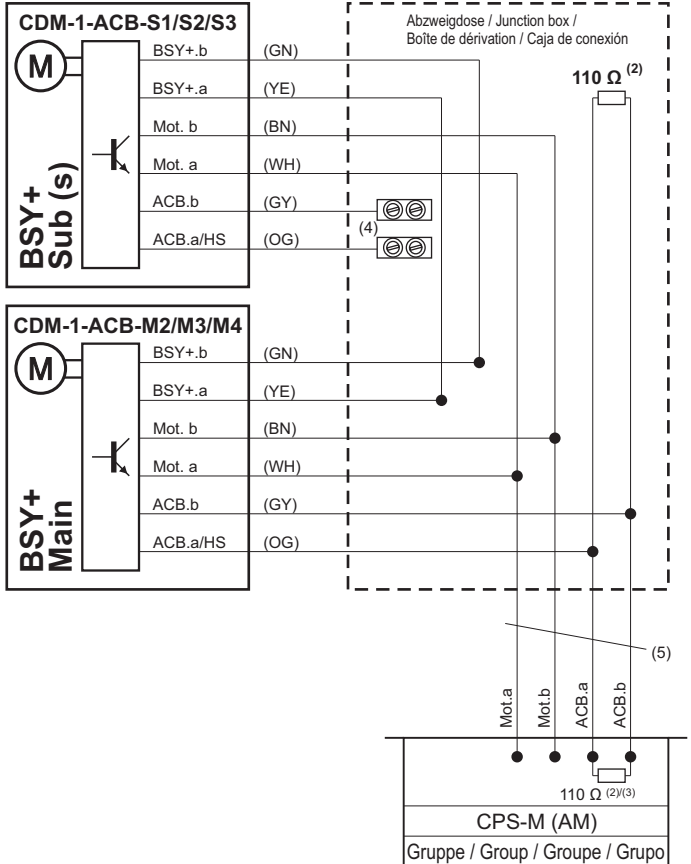 CDM-1-ACB-S1/S2/S3
M
BSY+
Sub (s)
BSY+.b (GN)
BSY+.a (YE)
Mot. b (BN)
Mot. a (WH)
ACB.b (GY)
ACB.a/HS (OG)
(4)
Abzweigdose / Junction box /
Boîte de dérivation / Caja de conexión
110 Ω (2)
CDM-1-ACB-M2/M3/M4
M
BSY+
Main
BSY+.b (GN)
BSY+.a (YE)
Mot. b (BN)
Mot. a (WH)
ACB.b (GY)
ACB.a/HS (OG)
(5)
Mot.a
Mot.b
ACB.a
ACB.b
110 Ω (2)/(3)
CPS-M (AM)
Gruppe / Group / Groupe / Grupo